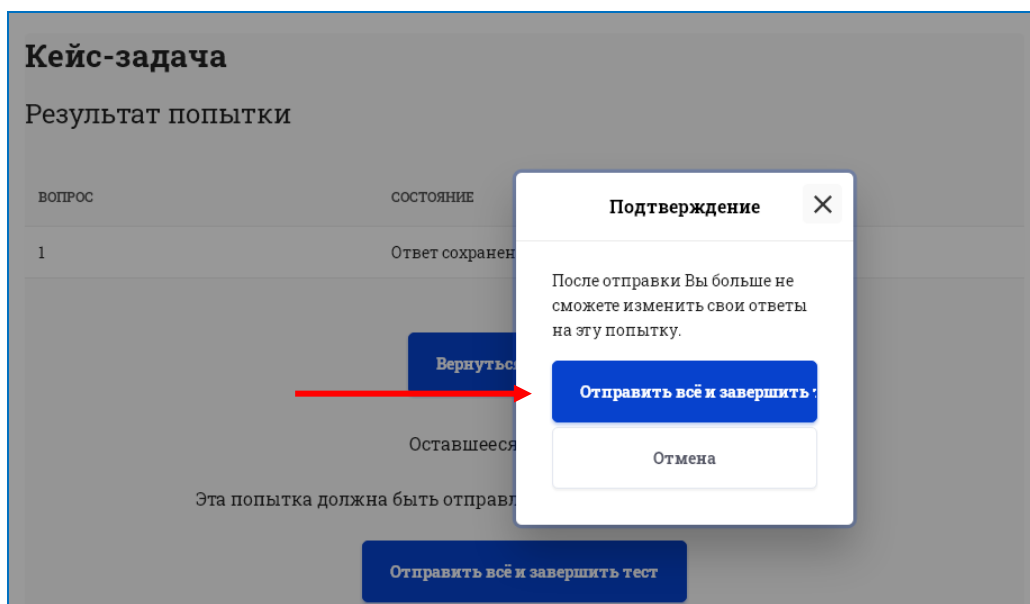 Кейс-задача
Результат попытки
ВОПРОС СОСТОЯНИЕ
1 Ответ сохранен
Подтверждение
После отправки Вы больше не
сможете изменить свои ответы
на эту попытку.
Отправить всё и завершить
Отмена
Вернуться
Оставшееся
Эта попытка должна быть
Отправить всё и завершить тест